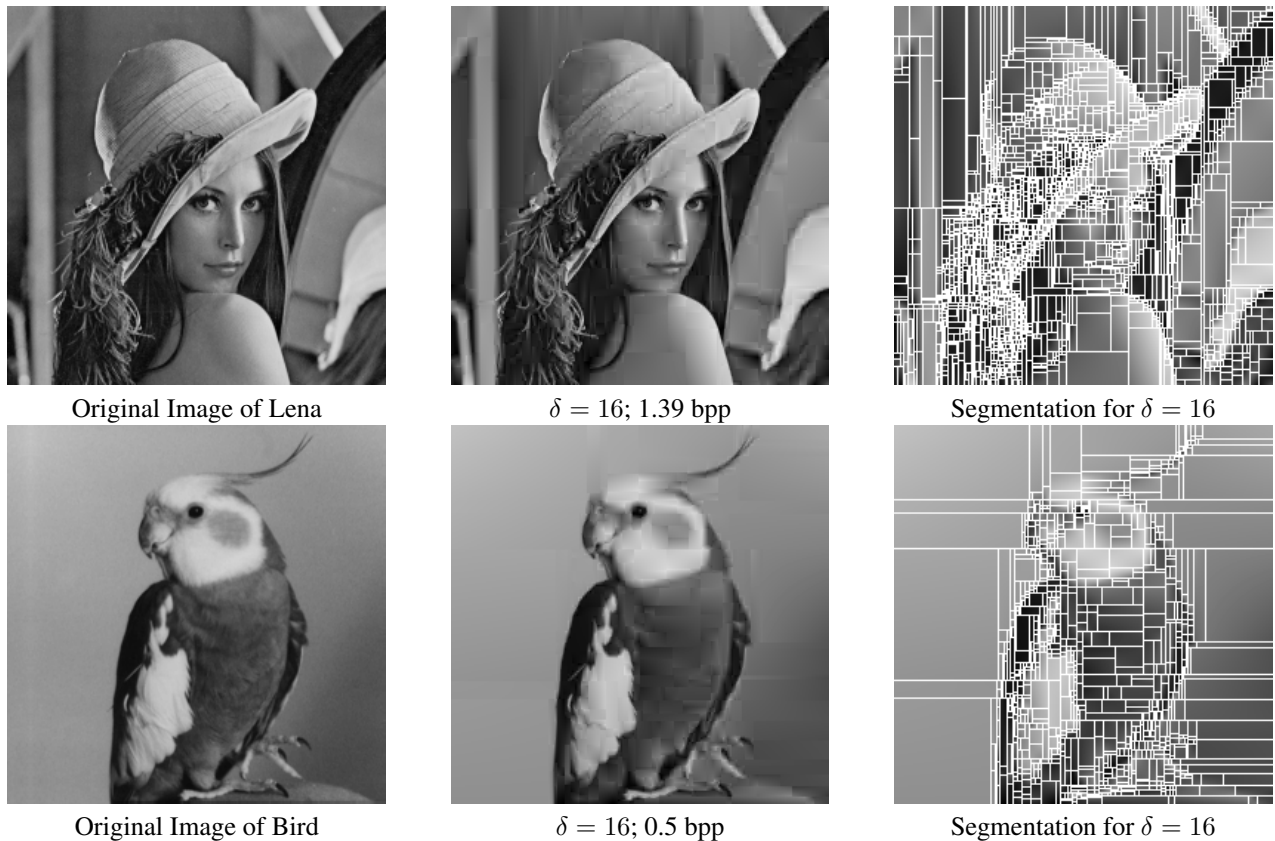 Original Image of Lena
δ = 16; 1.39 bpp
Segmentation for δ = 16
Original Image of Bird
δ = 16; 0.5 bpp
Segmentation for δ = 16